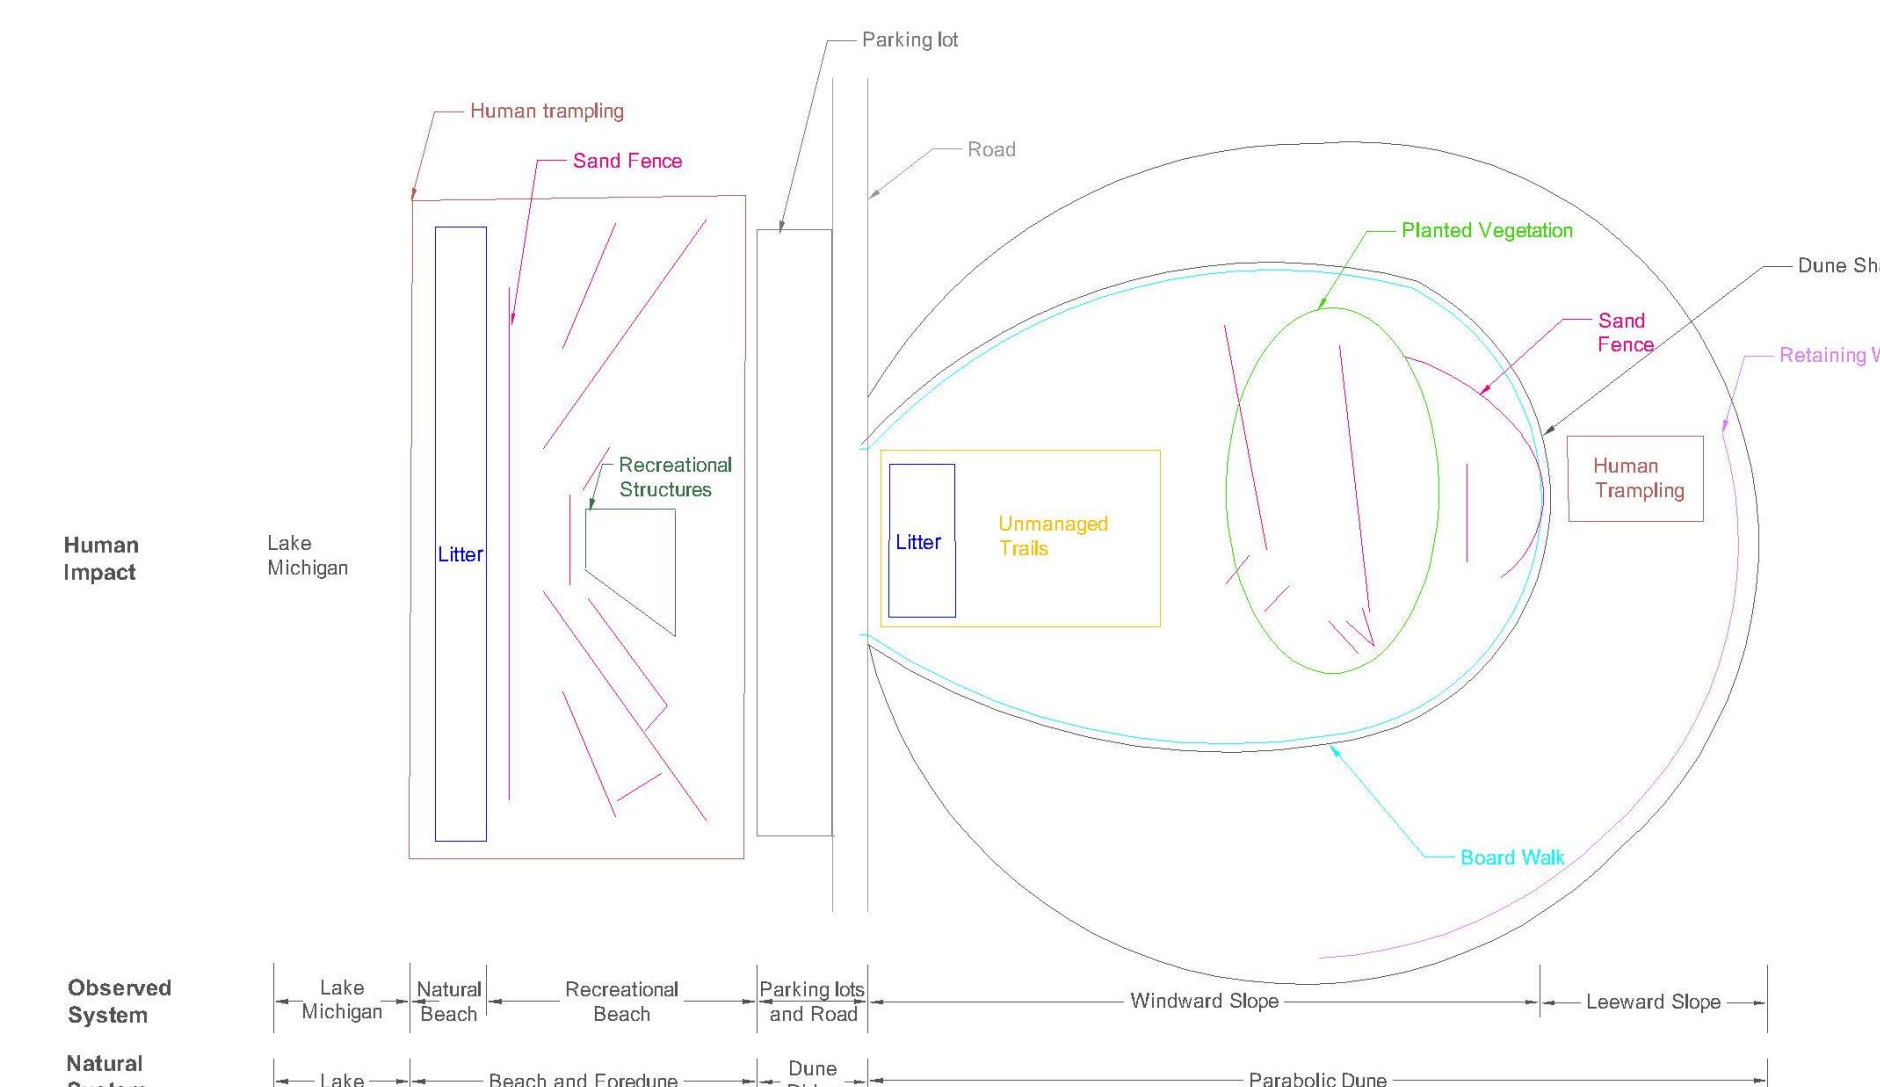 Parking lot
Human trampling
Road
Sand Fence
Planted Vegetation
Dune
Sand
Fence
Retaining
Recreational
Structures
Human
Trampling
Unmanaged
Trails
Litter
Litter
Human
Impact
Lake
Michigan
Board Walk
Observed
System
Lake
Michigan
Natural
Beach
Recreational
Beach
Parking lots
and Road
Windward Slope
Leeward Slope
Natural
Lake
Beach and Foredune
Dune
Parabolic Dune